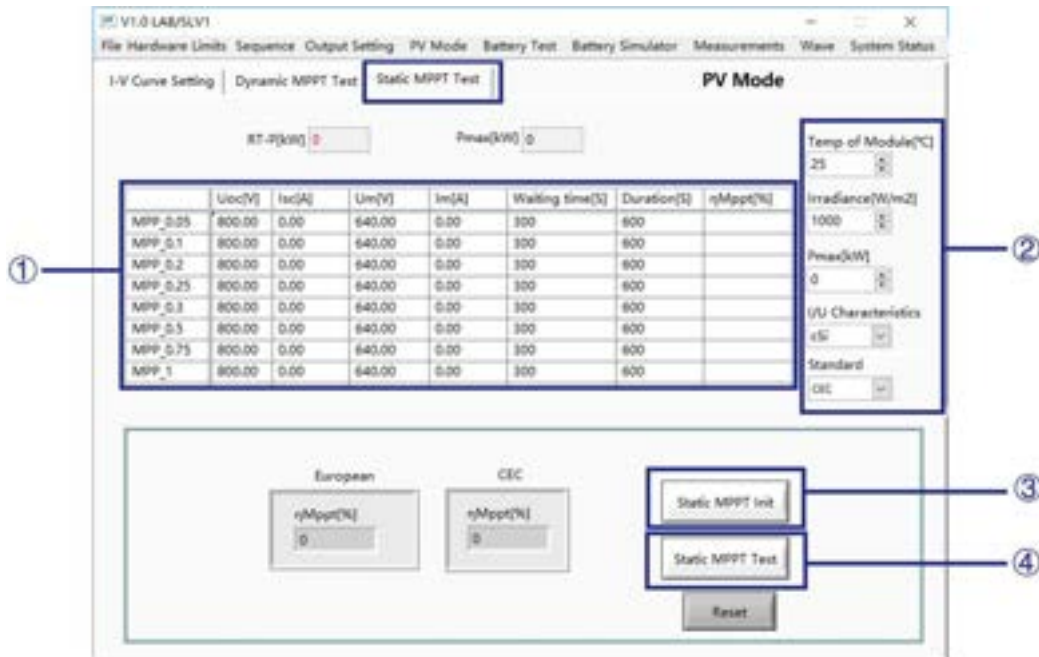 V1.0 LAB/SLV1
File Hardware Limits Sequence Output Setting PV Mode Battery Test Battery Simulator Measurements Wave System Status
I-V Curve Setting Dynamic MPPT Test Static MPPT Test PV Mode
RT-P[kW] 0 Pmax[kW] 0
Uoc[V] Isc[A] Um[V] Im[A] Waiting time[S] Duration[S] ηMppt[%]
MPP_0.05 800.00 0.00 640.00 0.00 300 600
MPP_0.1 800.00 0.00 640.00 0.00 300 600
MPP_0.2 800.00 0.00 640.00 0.00 300 600
MPP_0.25 800.00 0.00 640.00 0.00 300 600
MPP_0.3 800.00 0.00 640.00 0.00 300 600
MPP_0.5 800.00 0.00 640.00 0.00 300 600
MPP_0.75 800.00 0.00 640.00 0.00 300 600
MPP_1 800.00 0.00 640.00 0.00 300 600
①
Temp of Module[°C]
25
Irradiance[W/m2]
1000
Pmax[kW]
0
I/U Characteristics
cSi
Standard
CEC
②
European
ηMppt[%]
0
CEC
ηMppt[%]
0
Static MPPT Init
③
Static MPPT Test
④
Reset